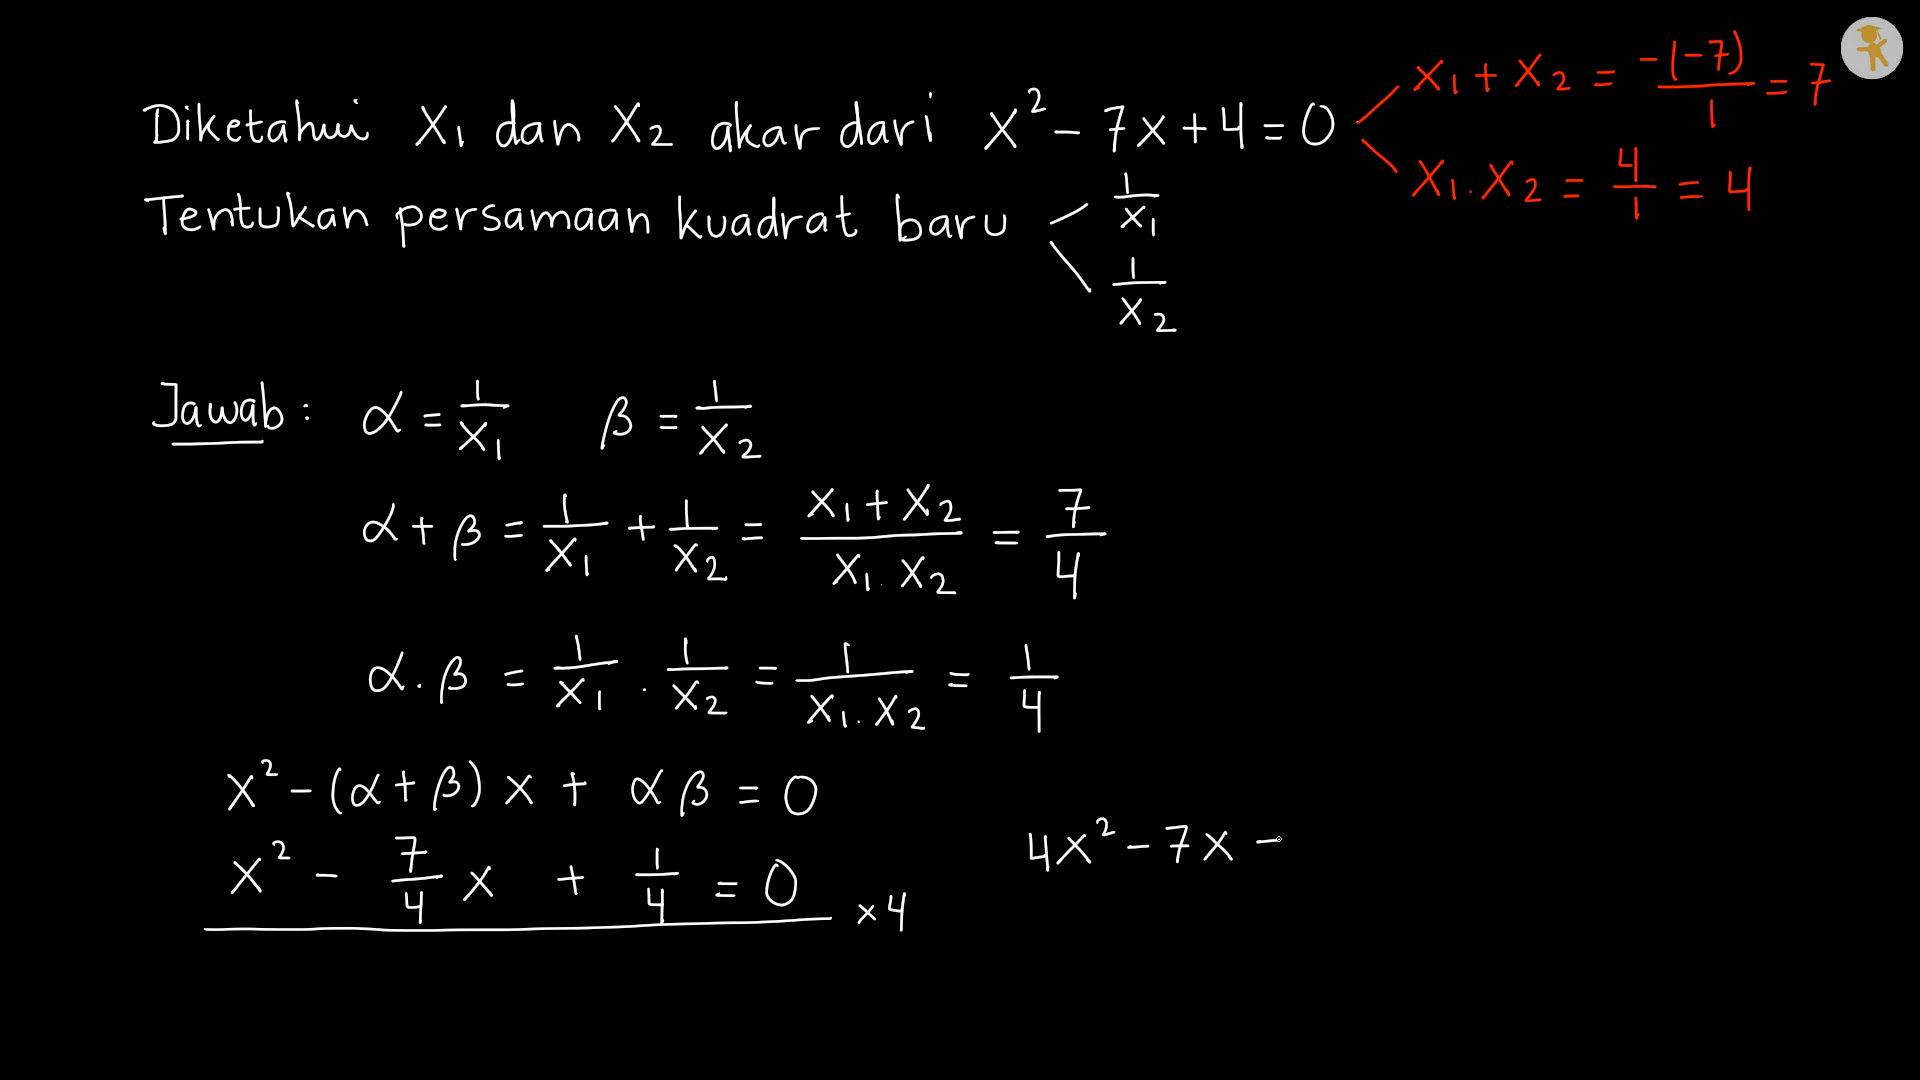 Diketahui X₁ dan X₂ akar dari x² - 7x + 4 = 0
X₁ + X₂ = -(-7)/1 = 7
X₁ . X₂ = 4/1 = 4
Tentukan persamaan kuadrat baru
1/X₁
1/X₂
Jawab : α = 1/X₁ β = 1/X₂
α + β = 1/X₁ + 1/X₂ = (X₁ + X₂)/(X₁ . X₂) = 7/4
α . β = 1/X₁ . 1/X₂ = 1/(X₁ . X₂) = 1/4
x² - (α + β) x + α β = 0
x² - 7/4 x + 1/4 = 0 × 4
4x² - 7x -